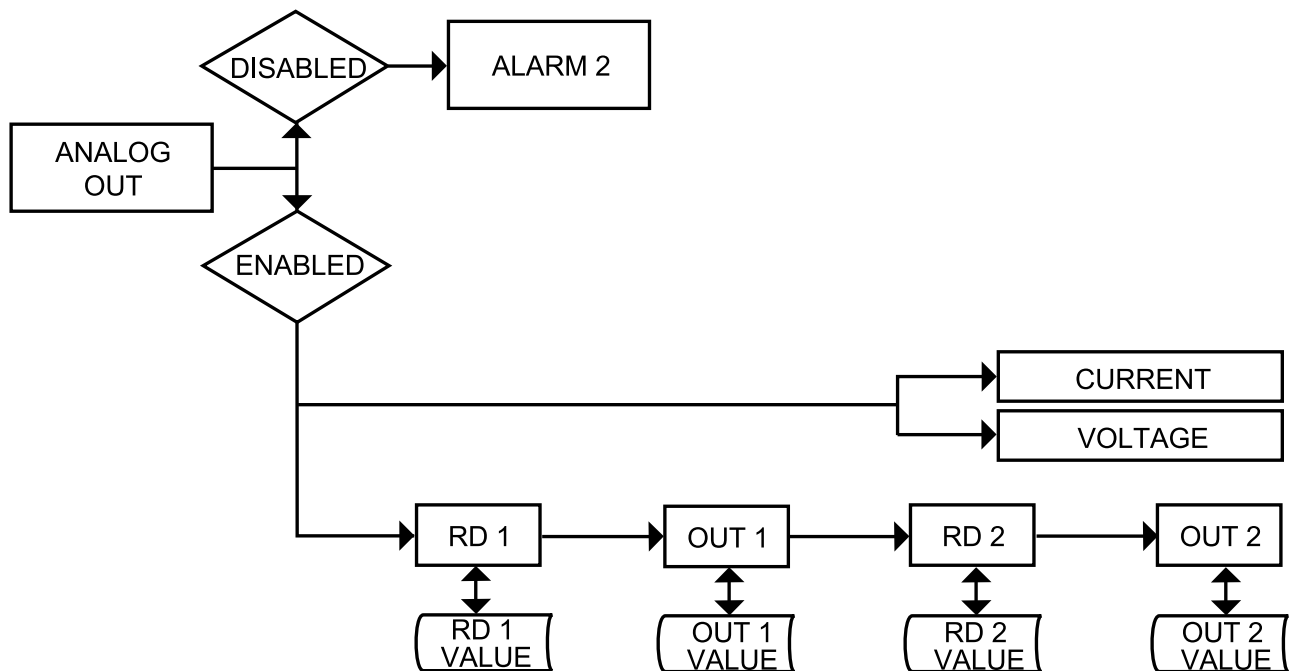 DISABLED
ALARM 2
ANALOG
OUT
ENABLED
CURRENT
VOLTAGE
RD 1
OUT 1
RD 2
OUT 2
RD 1
VALUE
OUT 1
VALUE
RD 2
VALUE
OUT 2
VALUE